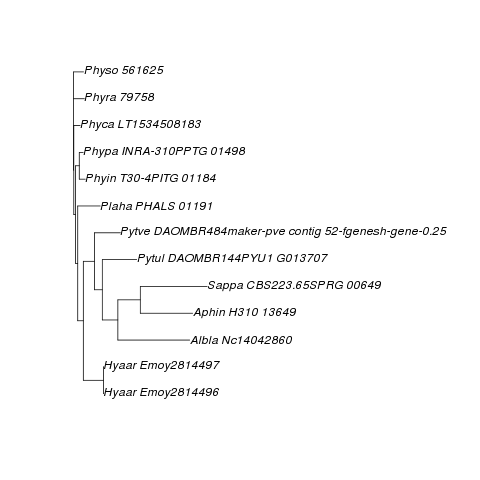 Physo 561625
Phyra 79758
Phyca LT1534508183
Phypa INRA-310PPTG 01498
Phyin T30-4PITG 01184
Plaha PHALS 01191
Pytve DAOMBR484maker-pve contig 52-fgenesh-gene-0.25
Pytul DAOMBR144PYU1 G013707
Sappa CBS223.65SPRG 00649
Aphin H310 13649
Albla Nc14042860
Hyaar Emoy2814497
Hyaar Emoy2814496